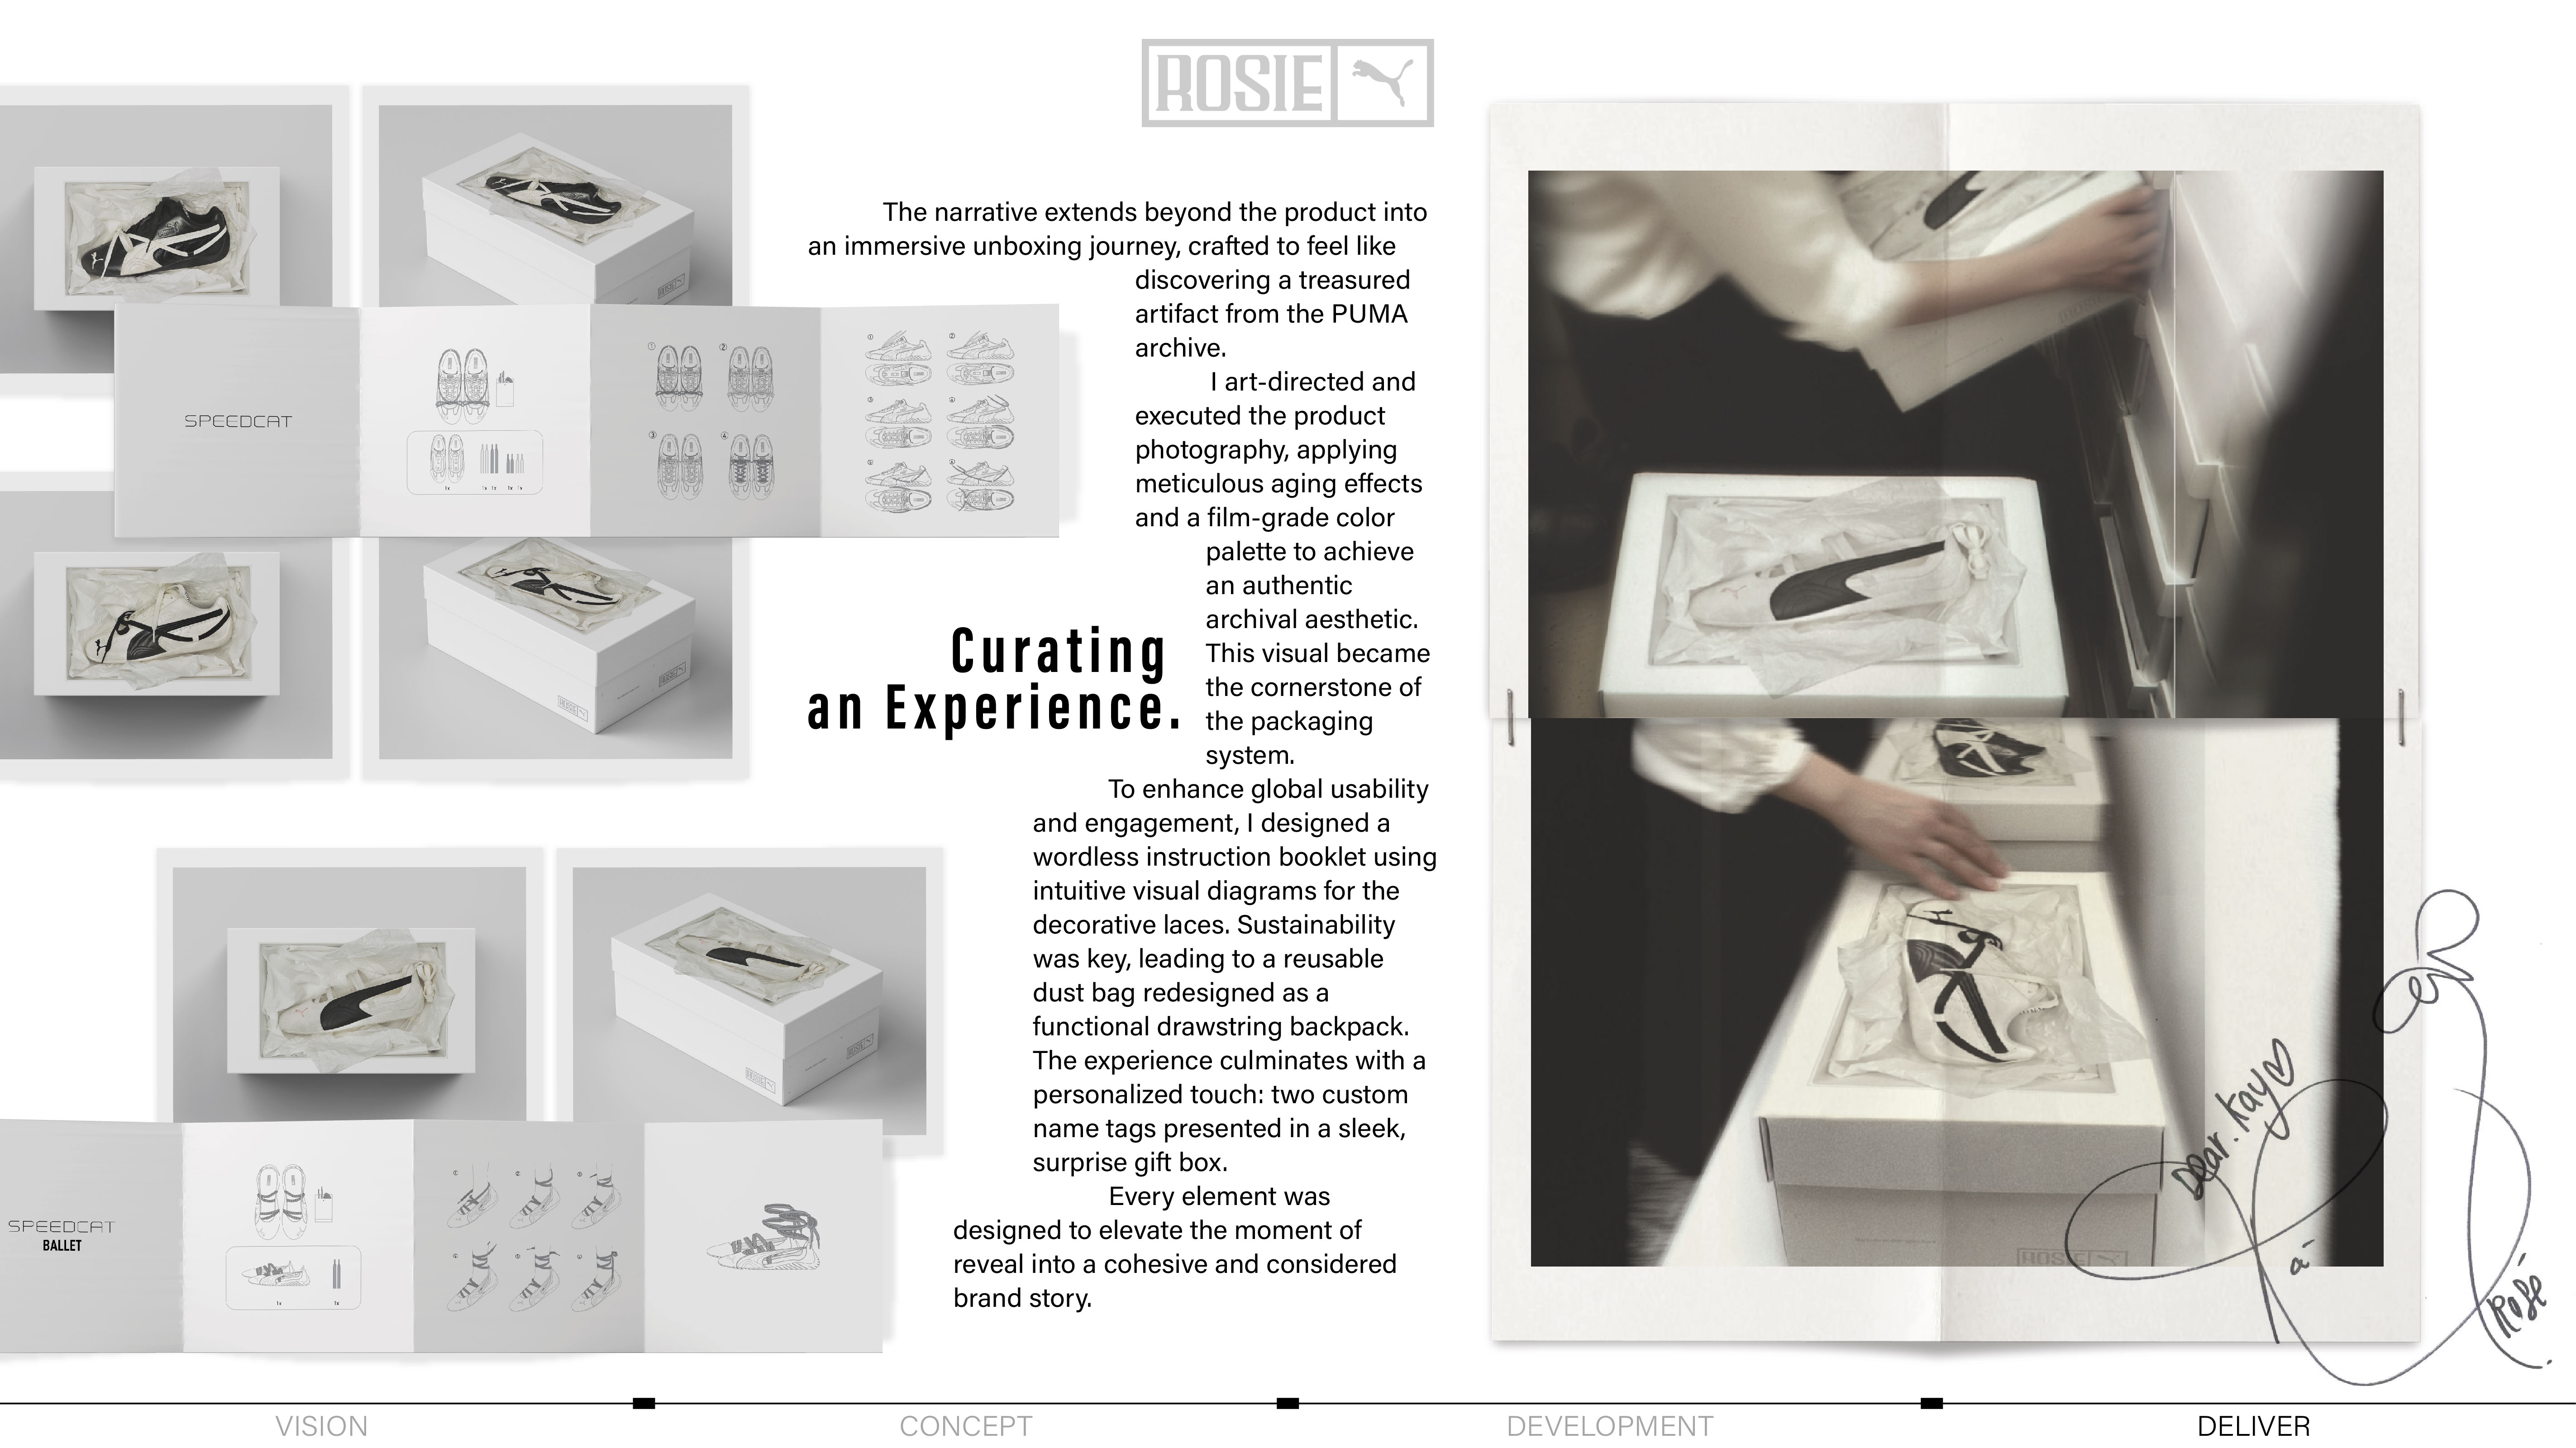 ROSIE
The narrative extends beyond the product into
an immersive unboxing journey, crafted to feel like
discovering a treasured
artifact from the PUMA
archive.
I art-directed and
executed the product
photography, applying
meticulous aging effects
and a film-grade color
palette to achieve
an authentic
archival aesthetic.
This visual became
the cornerstone of
the packaging
system.
To enhance global usability
and engagement, I designed a
wordless instruction booklet using
intuitive visual diagrams for the
decorative laces. Sustainability
was key, leading to a reusable
dust bag redesigned as a
functional drawstring backpack.
The experience culminates with a
personalized touch: two custom
name tags presented in a sleek,
surprise gift box.
Every element was
designed to elevate the moment of
reveal into a cohesive and considered
brand story.
Curating
an Experience.
SPEEDCAT
SPEEDCAT
BALLET
ROSIE
Dear. Kay♡
Rosé
VISION
CONCEPT
DEVELOPMENT
DELIVER